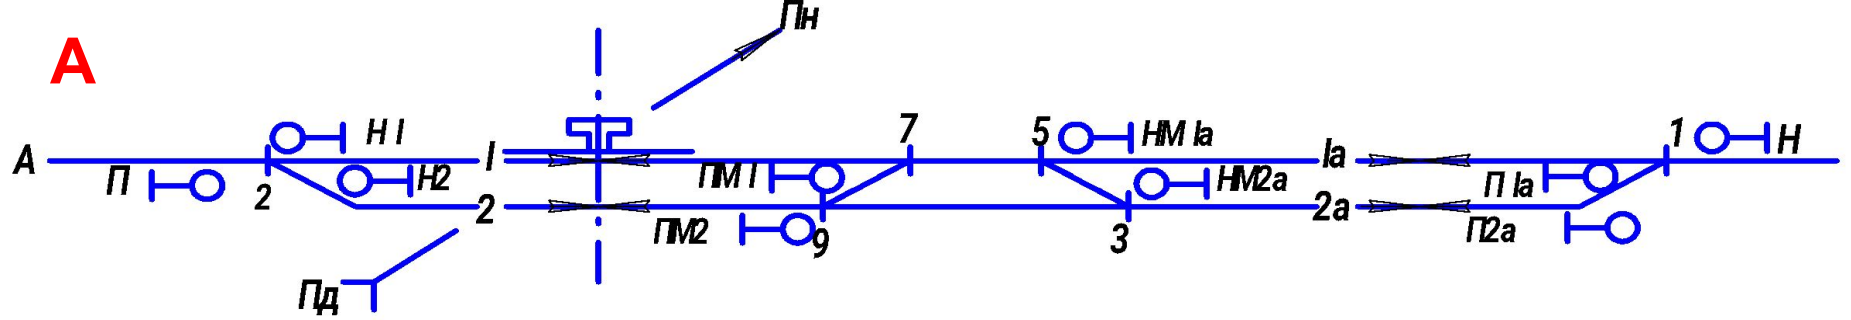 Пн
А
Н I
7
5
НМ Iа
1
Н
А
I
Iа
П
2
Н2
ПМ I
НМ2а
П Iа
2
2а
ПМ2
9
3
П2а
Пд